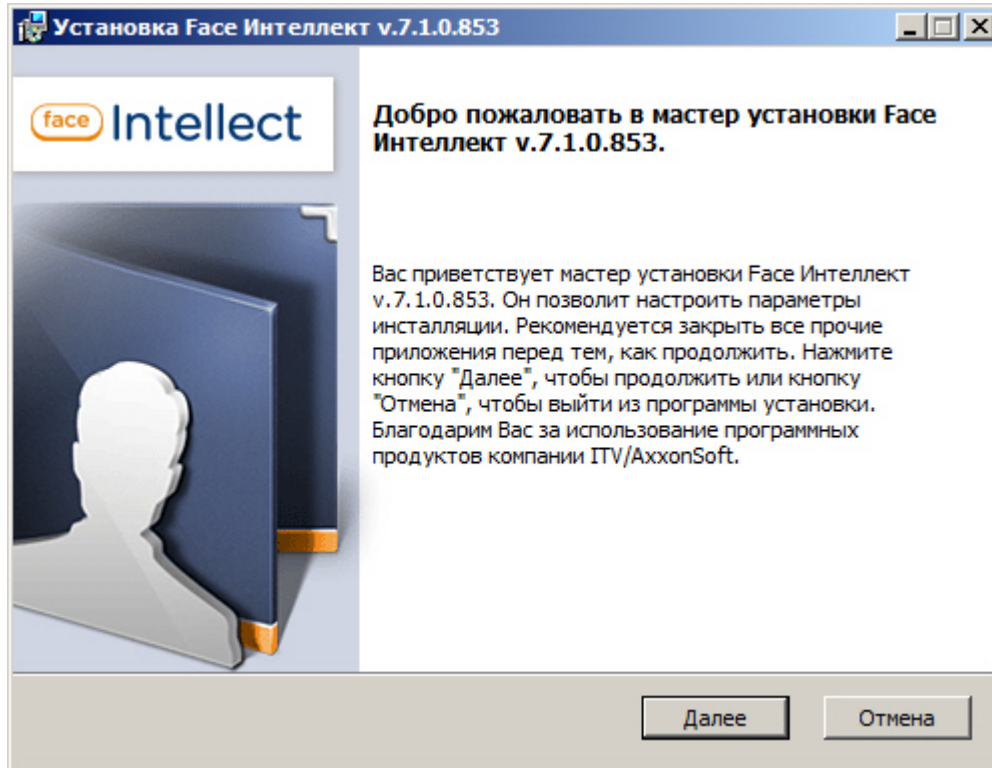 Установка Face Интеллект v.7.1.0.853
face Intellect
Добро пожаловать в мастер установки Face
Интеллект v.7.1.0.853.
Вас приветствует мастер установки Face Интеллект
v.7.1.0.853. Он позволит настроить параметры
инсталляции. Рекомендуется закрыть все прочие
приложения перед тем, как продолжить. Нажмите
кнопку "Далее", чтобы продолжить или кнопку
"Отмена", чтобы выйти из программы установки.
Благодарим Вас за использование программных
продуктов компании ITV/AxxonSoft.
Далее
Отмена